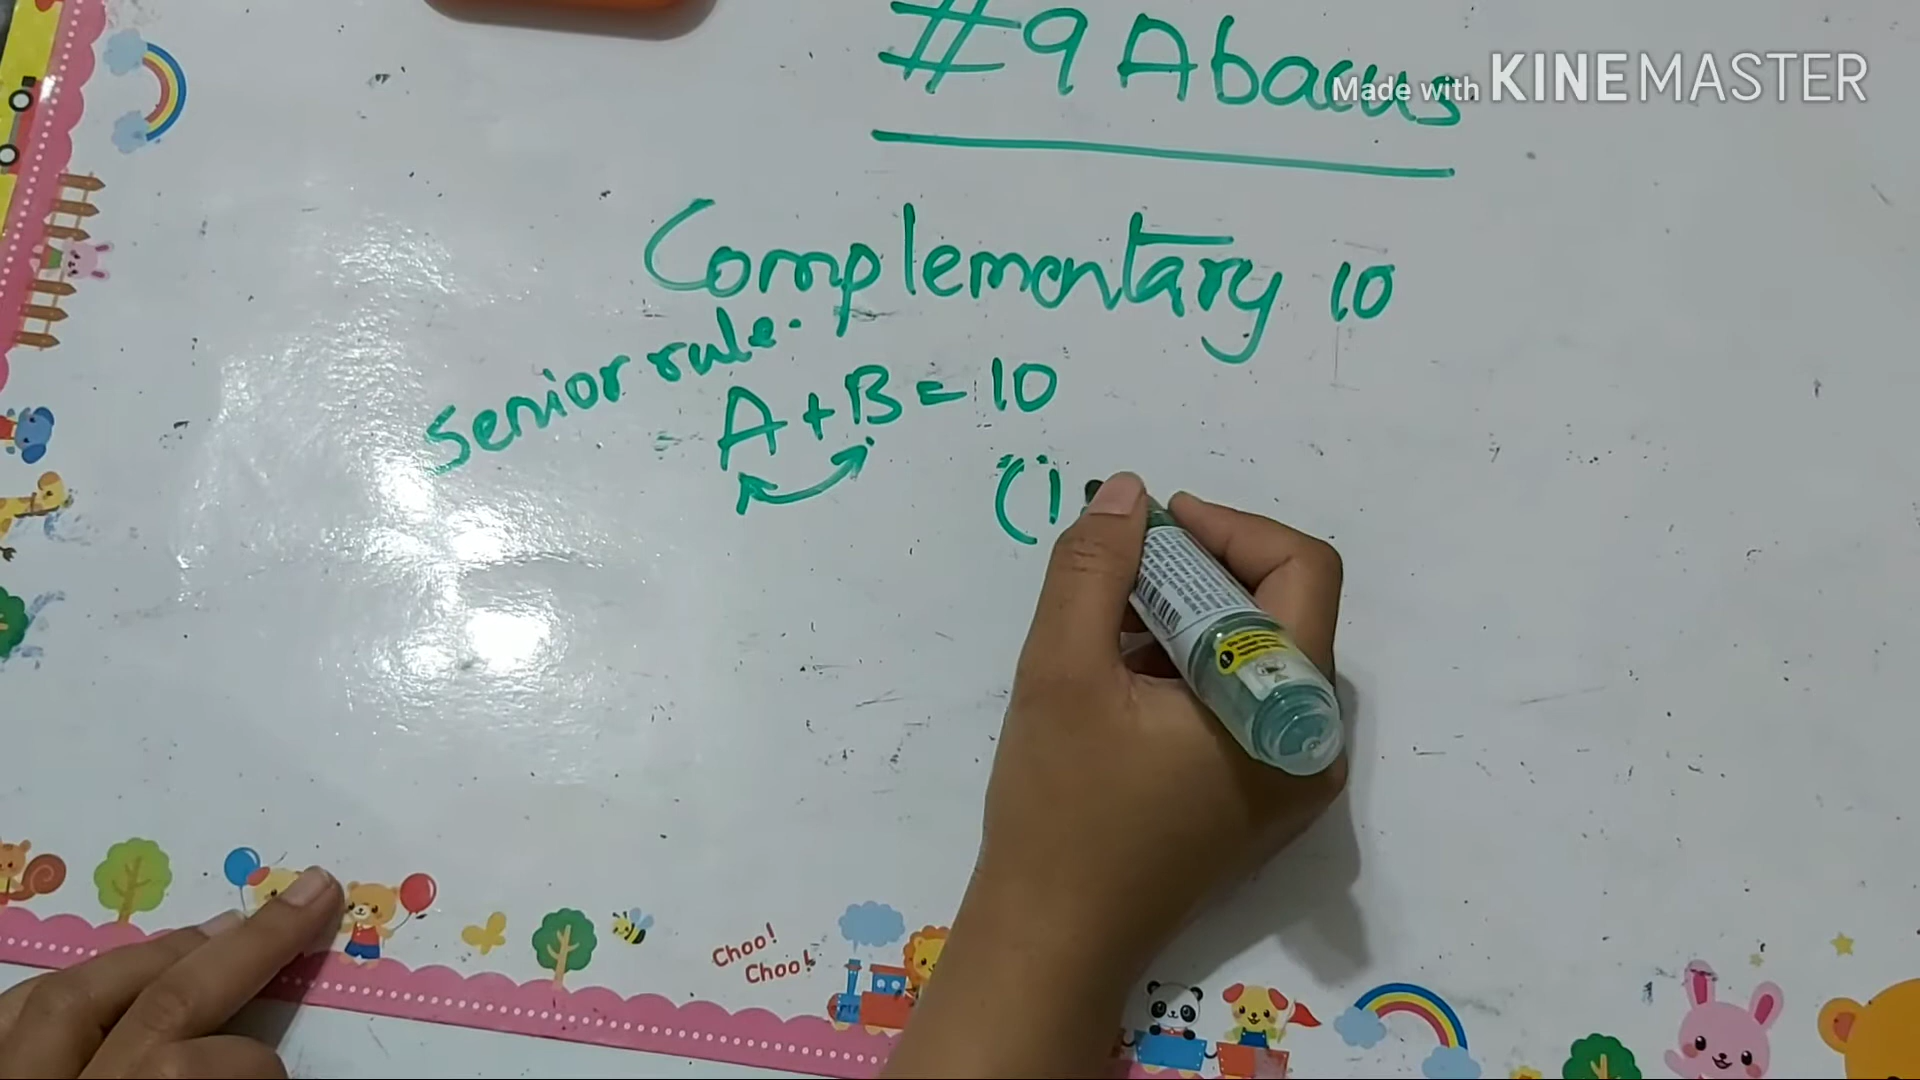 #9 Abacus
Made with KINEMASTER
Complementary 10
Senior rule.
A+B=10
(1
Choo!
Choo!